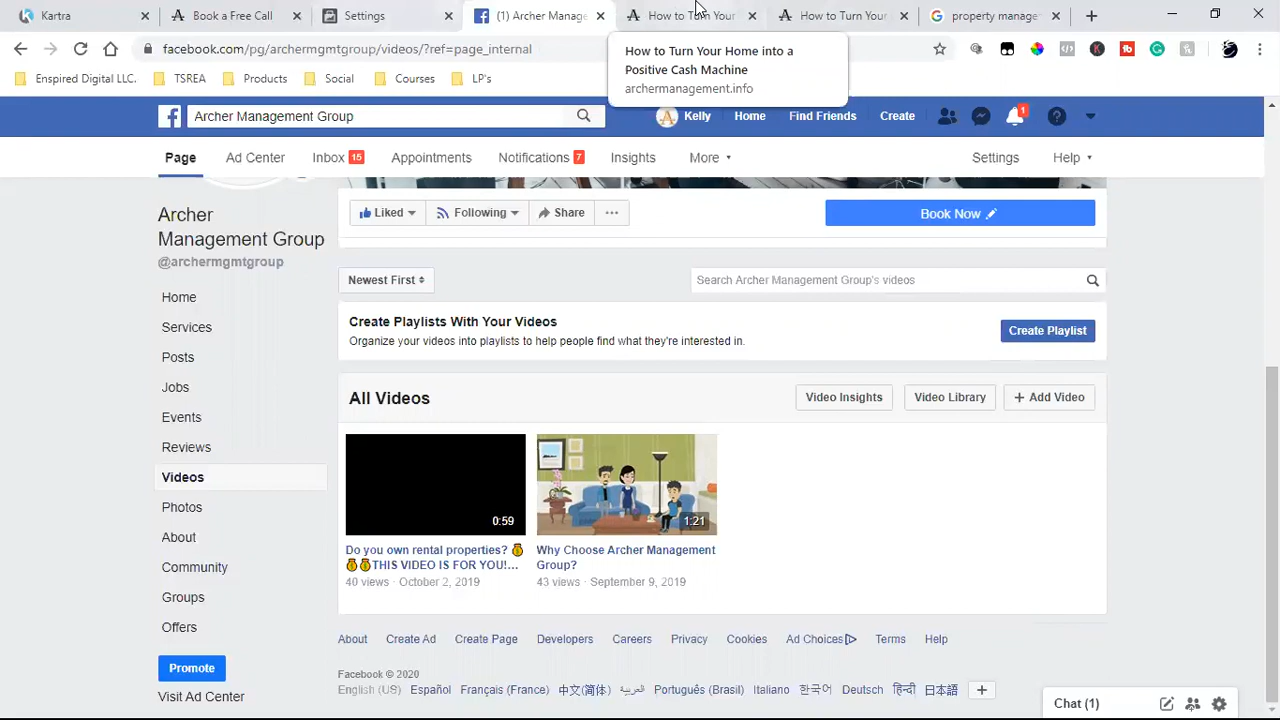 Kartra
Book a Free Call
Settings
(1) Archer Manage
How to Turn Your
How to Turn Your
property manage
facebook.com/pg/archermgmtgroup/videos/?ref=page_internal
How to Turn Your Home into a
Positive Cash Machine
archermanagement.info
Enspired Digital LLC.
TSREA
Products
Social
Courses
LP's
Archer Management Group
Kelly
Home
Find Friends
Create
1
Page
Ad Center
Inbox 15
Appointments
Notifications 7
Insights
More
Settings
Help
Archer
Management Group
@archermgmtgroup
Liked
Following
Share
Book Now
Home
Services
Posts
Jobs
Events
Reviews
Videos
Photos
About
Community
Groups
Offers
Promote
Visit Ad Center
Newest First
Search Archer Management Group's videos
Create Playlists With Your Videos
Organize your videos into playlists to help people find what they're interested in.
Create Playlist
All Videos
Video Insights
Video Library
+ Add Video
0:59
1:21
Do you own rental properties? 💰
💰💰THIS VIDEO IS FOR YOU!...
40 views · October 2, 2019
Why Choose Archer Management
Group?
43 views · September 9, 2019
About
Create Ad
Create Page
Developers
Careers
Privacy
Cookies
Ad Choices
Terms
Help
Facebook © 2020
English (US)
Español
Français (France)
中文(简体)
العربية
Português (Brasil)
Italiano
한국어
Deutsch
हिन्दी
日本語
+
Chat (1)